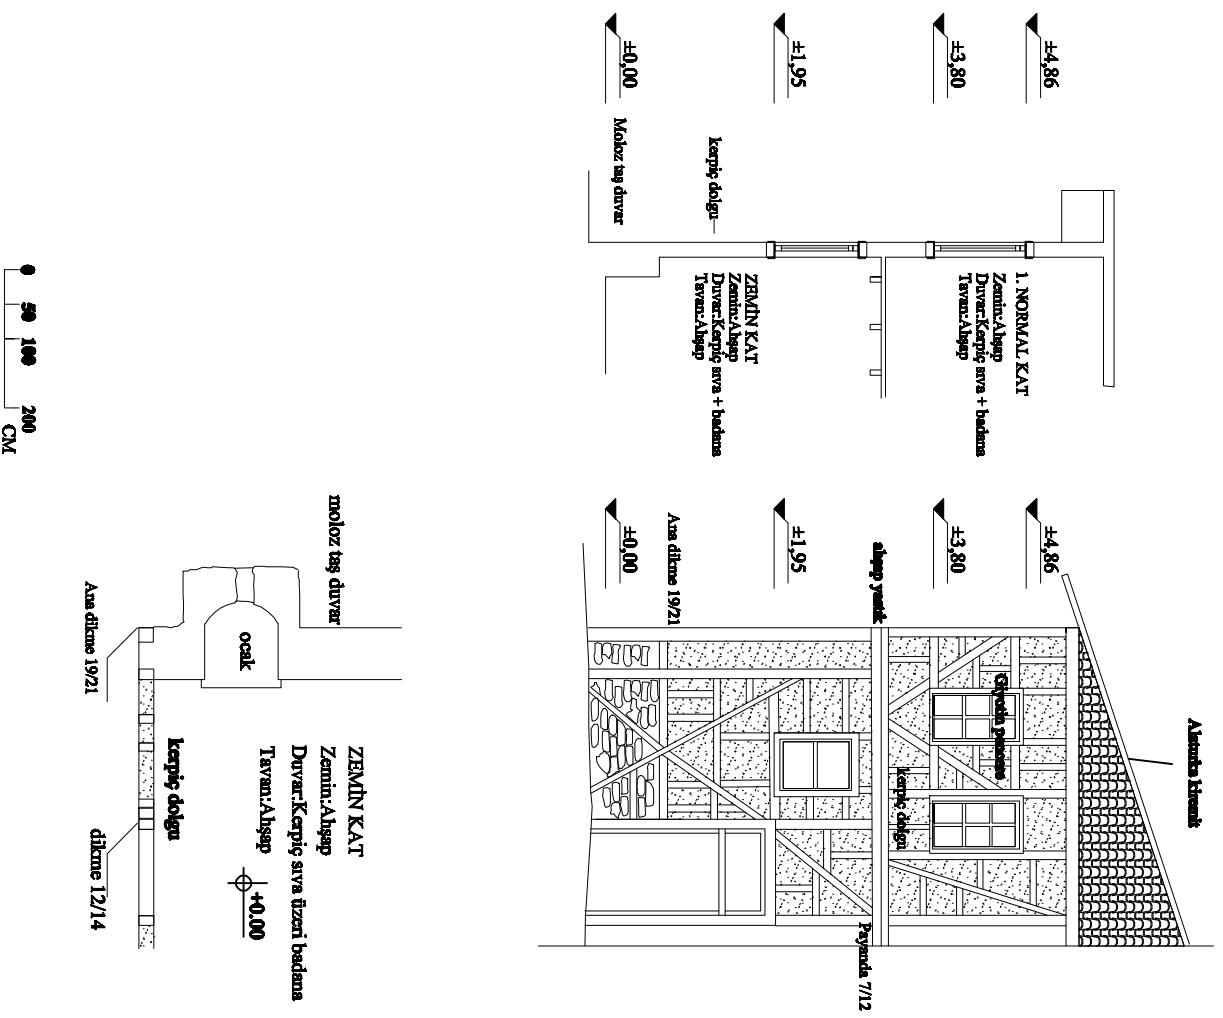 ±4,86
±3,80
±1,95
±0,00
kerpiç dolgu
Moloz taş duvar
1. NORMAL KAT
Zemin:Ahşap
Duvar:Kerpiç sıva + badana
Tavan:Ahşap
ZEMİN KAT
Zemin:Ahşap
Duvar:Kerpiç sıva + badana
Tavan:Ahşap
0
50
100
200
CM
±4,86
±3,80
±1,95
±0,00
Alaturka kiremit
Giyotin pencere
kerpiç dolgu
ahşap yastık
Ana dikme 19/21
Payanda 7/12
moloz taş duvar
ocak
Ana dikme 19/21
ZEMİN KAT
Zemin:Ahşap
Duvar:Kerpiç sıva üzeri badana
Tavan:Ahşap
+0.00
kerpiç dolgu
dikme 12/14